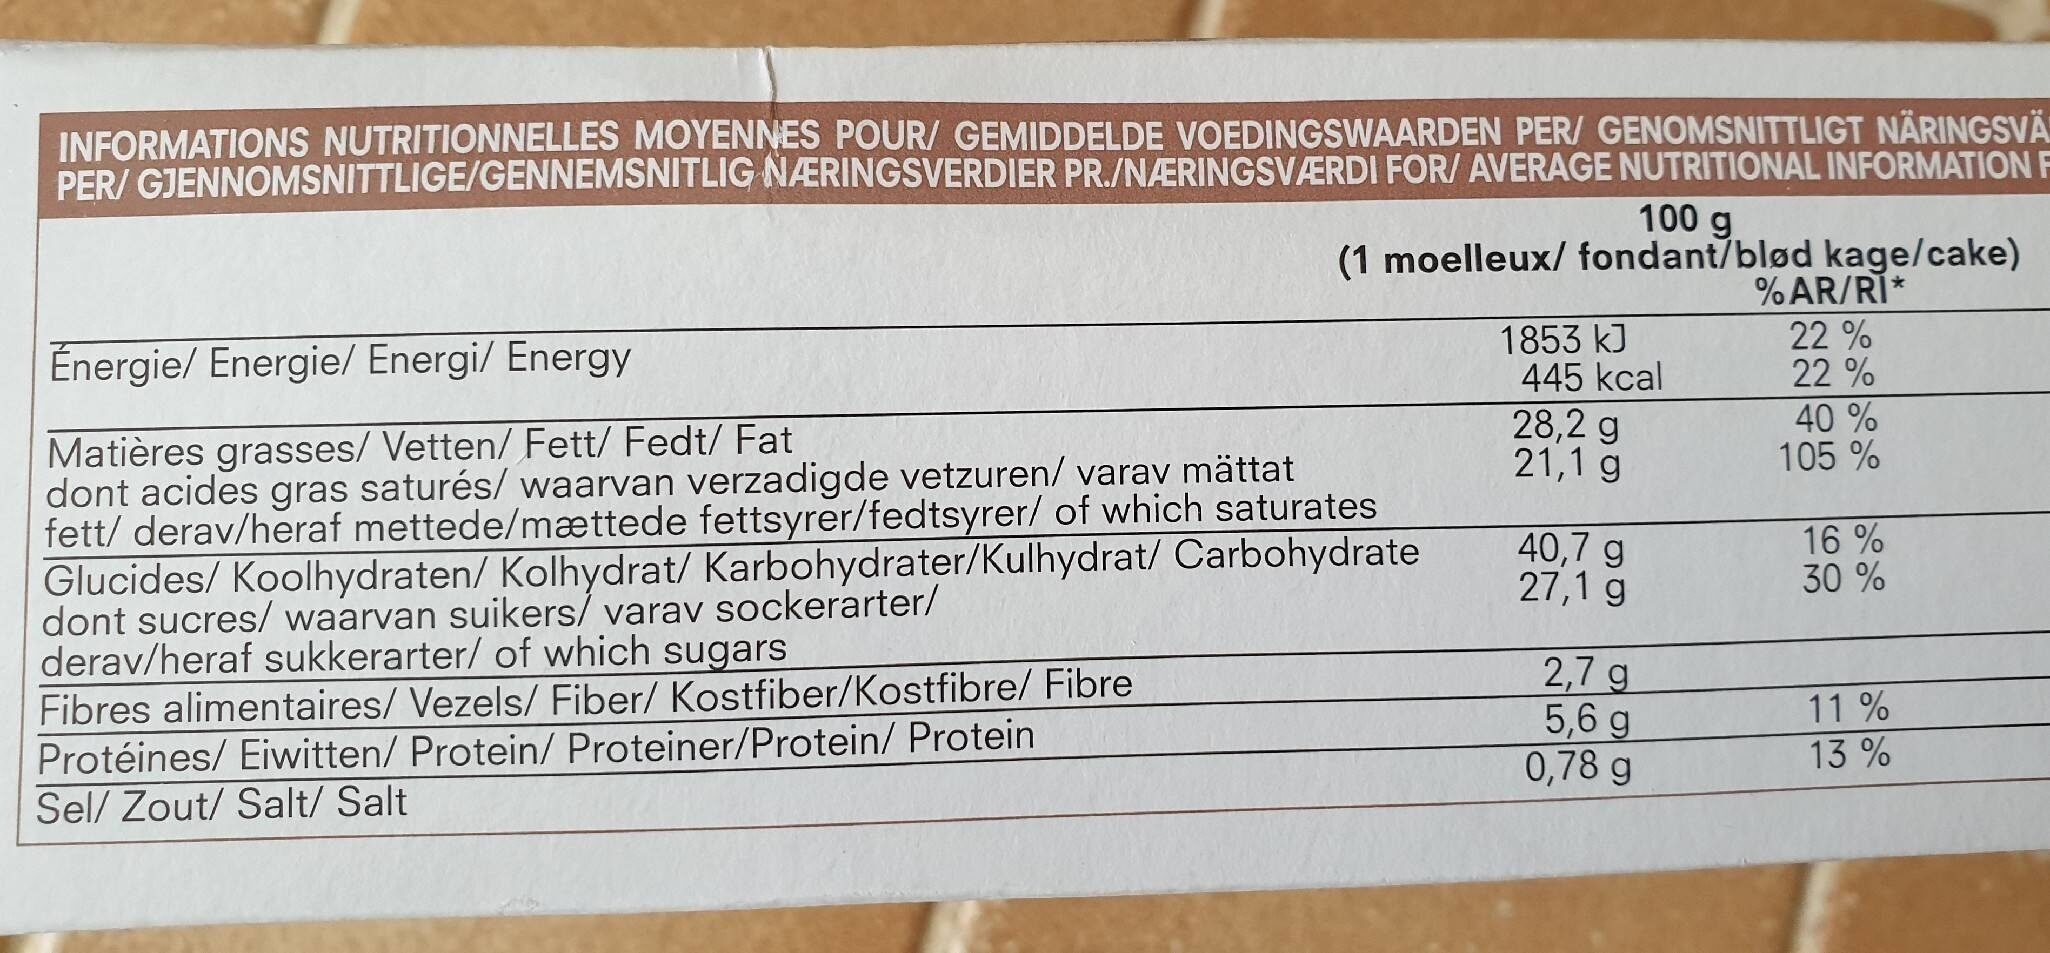 INFORMATIONS NUTRITIONNELLES MOYENNES POUR/ GEMIDDELDE VOEDINGSWAARDEN PER/ GENOMSNITTLIGT NÄRINGSVÄ
PER/ GJENNOMSNITTLIGE/GENNEMSNITLIG NÆRINGSVERDIER PR./NÆRINGSVÆRDI FOR/ AVERAGE NUTRITIONAL INFORMATION F
100 g
(1 moelleux/ fondant/blød kage/cake)
%AR/RI*
Énergie/ Energie/ Energi/ Energy 1853 kJ 22 %
445 kcal 22 %
Matières grasses/ Vetten/ Fett/ Fedt/ Fat 28,2 g 40 %
dont acides gras saturés/ waarvan verzadigde vetzuren/ varav mättat 21,1 g 105 %
fett/ derav/heraf mettede/mættede fettsyrer/fedtsyrer/ of which saturates
Glucides/ Koolhydraten/ Kolhydrat/ Karbohydrater/Kulhydrat/ Carbohydrate 40,7 g 16 %
dont sucres/ waarvan suikers/ varav sockerarter/ 27,1 g 30 %
derav/heraf sukkerarter/ of which sugars
Fibres alimentaires/ Vezels/ Fiber/ Kostfiber/Kostfibre/ Fibre 2,7 g
Protéines/ Eiwitten/ Protein/ Proteiner/Protein/ Protein 5,6 g 11 %
Sel/ Zout/ Salt/ Salt 0,78 g 13 %